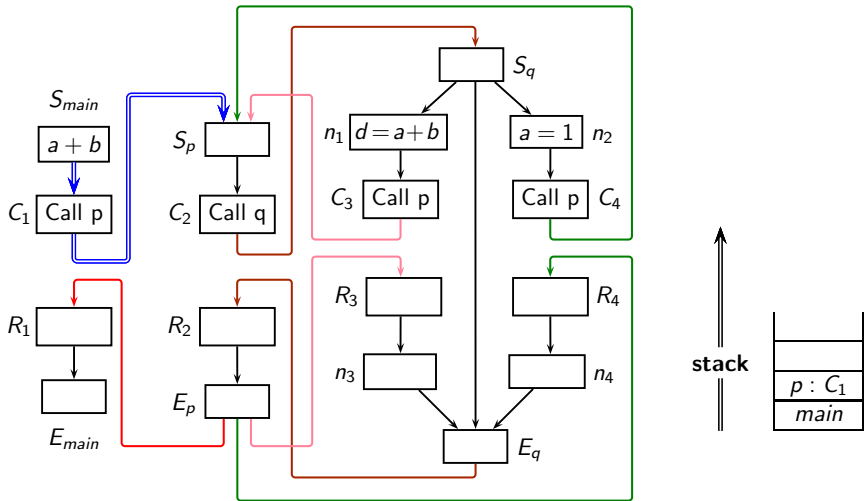 S_q
S_main
n_1 d = a+b
a = 1 n_2
a + b
S_p
C_1 Call p
C_2 Call q
C_3 Call p
Call p C_4
R_1
R_2
R_3
R_4
stack
n_3
n_4
p : C_1
E_p
main
E_main
E_q